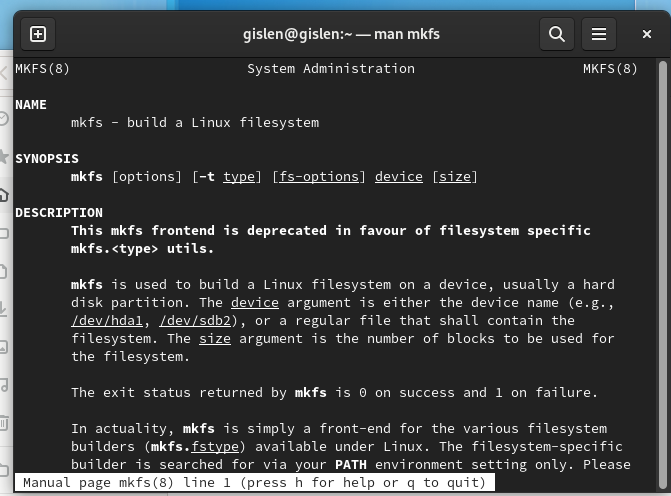 gislen@gislen:~ — man mkfs
MKFS(8) System Administration MKFS(8)
NAME
mkfs - build a Linux filesystem
SYNOPSIS
mkfs [options] [-t type] [fs-options] device [size]
DESCRIPTION
This mkfs frontend is deprecated in favour of filesystem specific
mkfs.<type> utils.
mkfs is used to build a Linux filesystem on a device, usually a hard
disk partition. The device argument is either the device name (e.g.,
/dev/hda1, /dev/sdb2), or a regular file that shall contain the
filesystem. The size argument is the number of blocks to be used for
the filesystem.
The exit status returned by mkfs is 0 on success and 1 on failure.
In actuality, mkfs is simply a front-end for the various filesystem
builders (mkfs.fstype) available under Linux. The filesystem-specific
builder is searched for via your PATH environment setting only. Please
Manual page mkfs(8) line 1 (press h for help or q to quit)